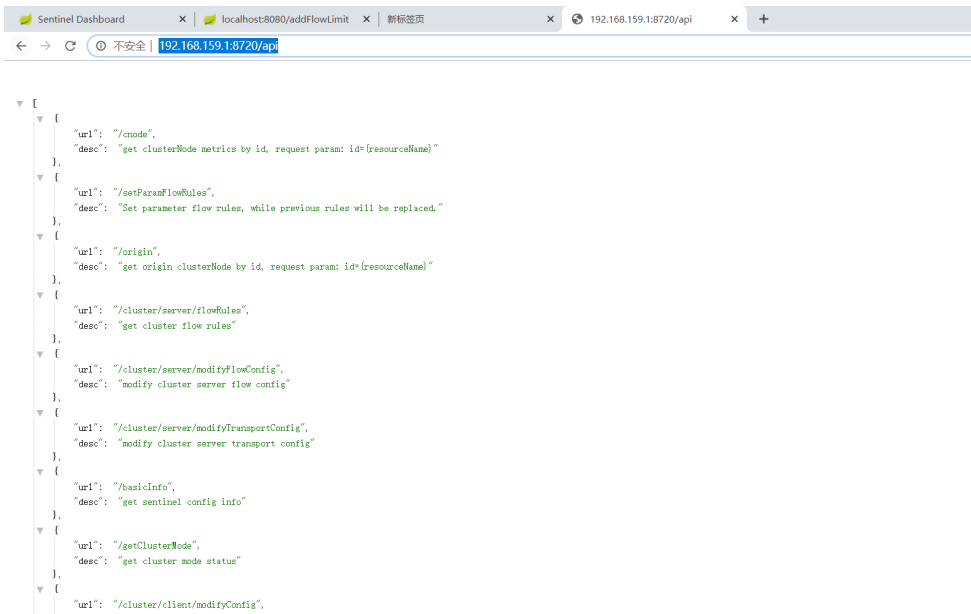 Sentinel Dashboard
localhost:8080/addFlowLimit
新标签页
192.168.159.1:8720/api
不安全 | 192.168.159.1:8720/api
[
{
"url": "/cnode",
"desc": "get clusterNode metrics by id, request param: id={resourceName}"
},
{
"url": "/setParamFlowRules",
"desc": "Set parameter flow rules, while previous rules will be replaced."
},
{
"url": "/origin",
"desc": "get origin clusterNode by id, request param: id={resourceName}"
},
{
"url": "/cluster/server/flowRules",
"desc": "get cluster flow rules"
},
{
"url": "/cluster/server/modifyFlowConfig",
"desc": "modify cluster server flow config"
},
{
"url": "/cluster/server/modifyTransportConfig",
"desc": "modify cluster server transport config"
},
{
"url": "/basicInfo",
"desc": "get sentinel config info"
},
{
"url": "/getClusterMode",
"desc": "get cluster mode status"
},
{
"url": "/cluster/client/modifyConfig",